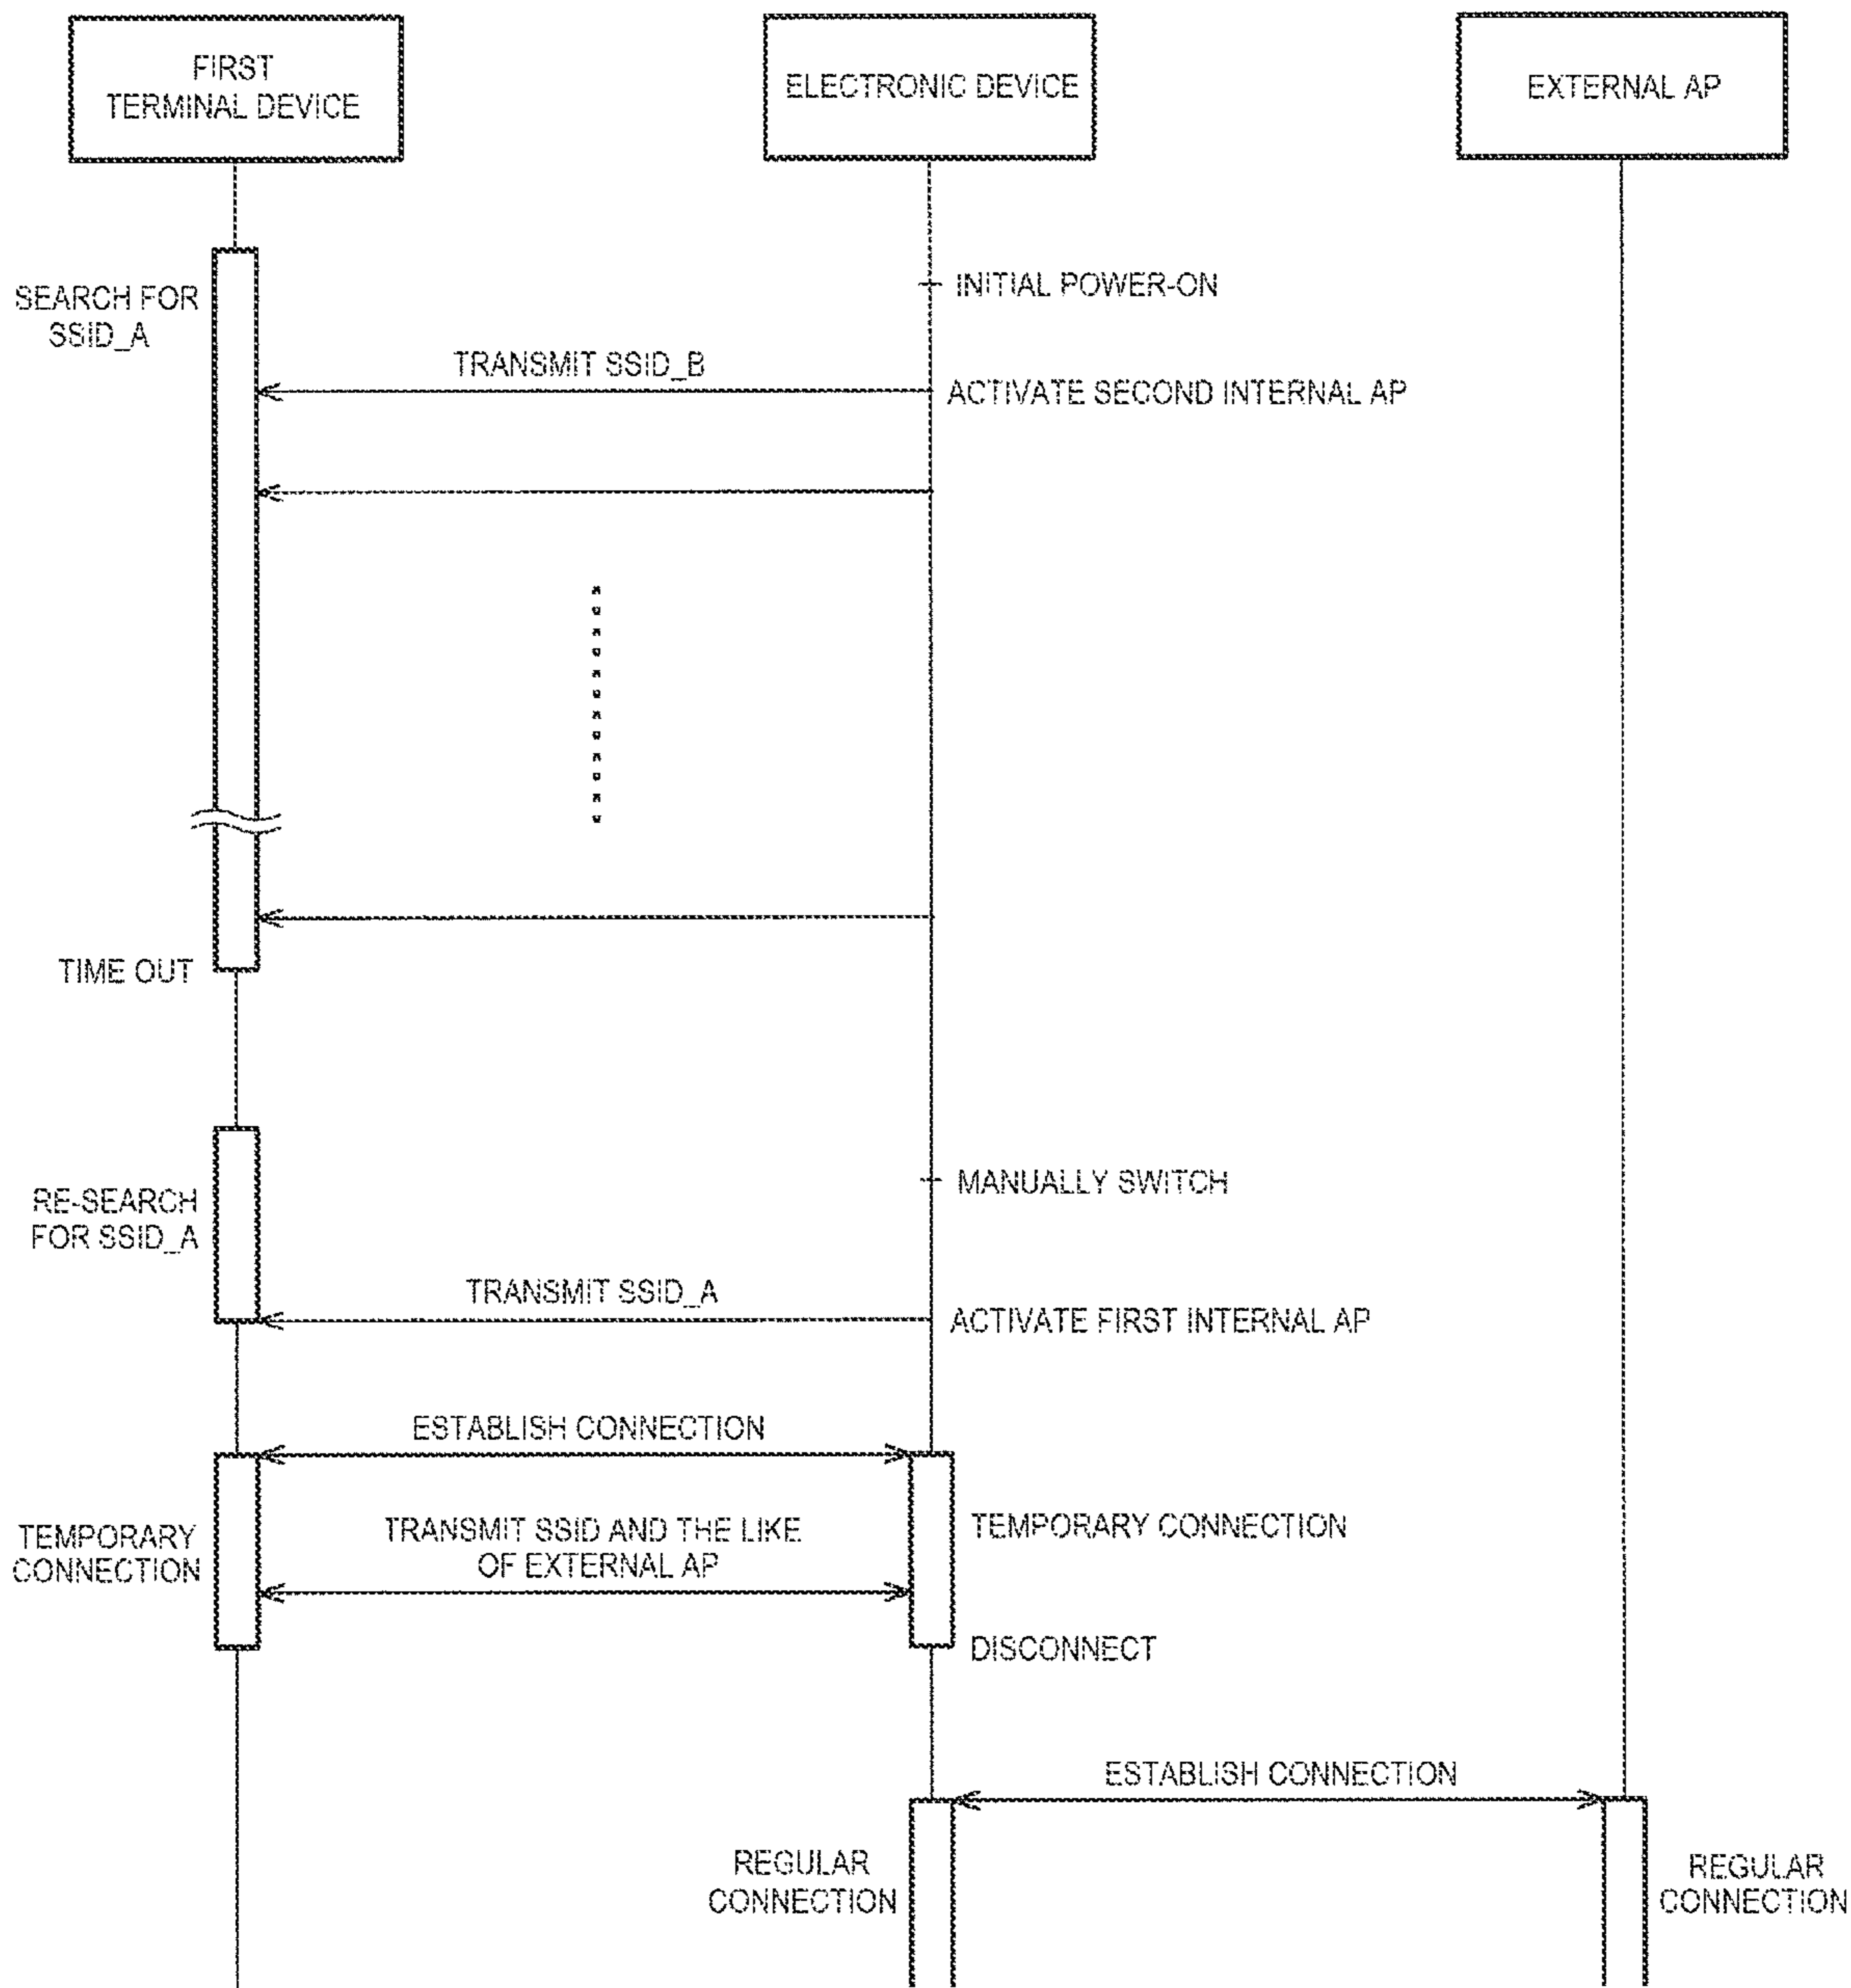 FIRST
TERMINAL DEVICE
ELECTRONIC DEVICE
EXTERNAL AP
SEARCH FOR
SSID_A
INITIAL POWER-ON
TRANSMIT SSID_B
ACTIVATE SECOND INTERNAL AP
TIME OUT
RE-SEARCH
FOR SSID_A
MANUALLY SWITCH
TRANSMIT SSID_A
ACTIVATE FIRST INTERNAL AP
ESTABLISH CONNECTION
TEMPORARY
CONNECTION
TRANSMIT SSID AND THE LIKE
OF EXTERNAL AP
TEMPORARY CONNECTION
DISCONNECT
ESTABLISH CONNECTION
REGULAR
CONNECTION
REGULAR
CONNECTION